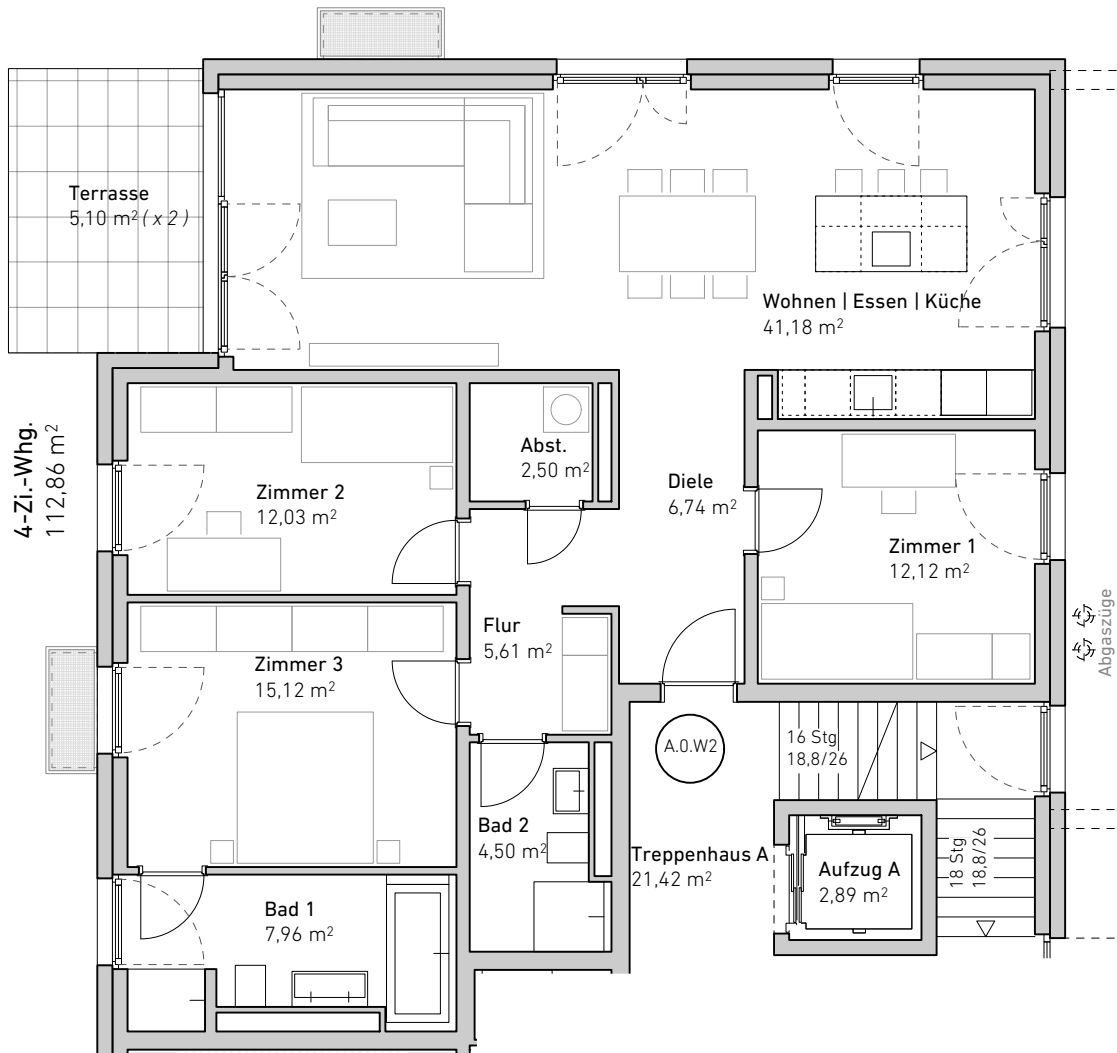 Terrasse
5,10 m² ( x 2 )
Wohnen | Essen | Küche
41,18 m²
4-Zi.-Whg.
112,86 m²
Abst.
2,50 m²
Zimmer 2
12,03 m²
Diele
6,74 m²
Zimmer 1
12,12 m²
Abgaszüge
Flur
5,61 m²
Zimmer 3
15,12 m²
A.0.W2
16 Stg
18,8/26
Bad 2
4,50 m²
Treppenhaus A
21,42 m²
Aufzug A
2,89 m²
18 Stg
18,8/26
Bad 1
7,96 m²